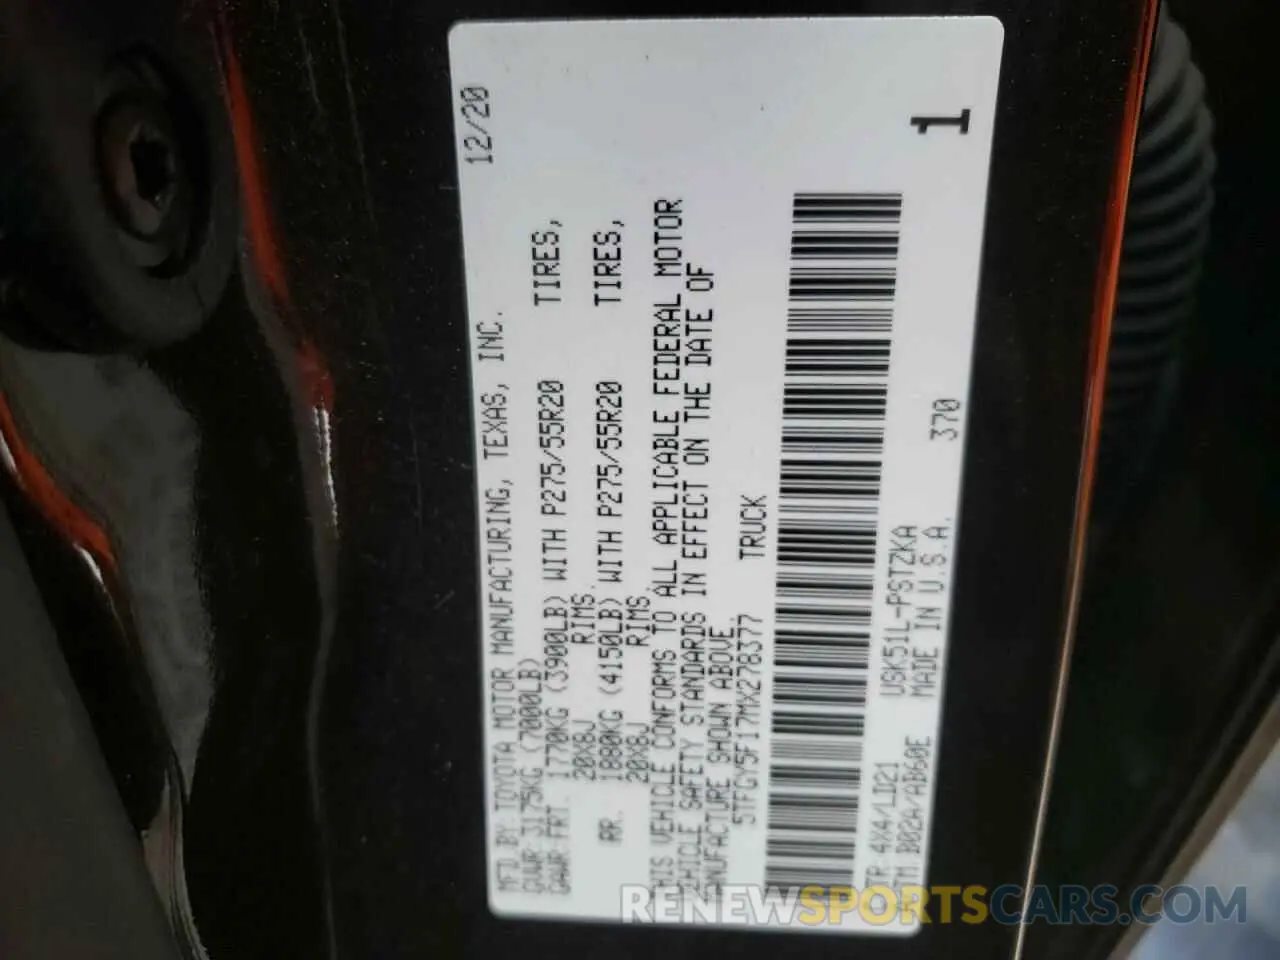 12/20
MFD BY: TOYOTA MOTOR MANUFACTURING, TEXAS, INC.
GVWR: 3175KG (7000LB)
GAWR: FRT. 1770KG (3900LB) WITH P275/55R20 TIRES,
20X8J RIMS.
RR. 1880KG (4150LB) WITH P275/55R20 TIRES,
20X8J RIMS.
THIS VEHICLE CONFORMS TO ALL APPLICABLE FEDERAL MOTOR
VEHICLE SAFETY STANDARDS IN EFFECT ON THE DATE OF
MANUFACTURE SHOWN ABOVE.
5TFGY5F17MX278377 TRUCK
C/TR: 4X4/LD21 USK51L-PSTZKA 370
A/TM: B02A/AB60E MADE IN U.S.A.
1
RENEWSPORTSCARS.COM